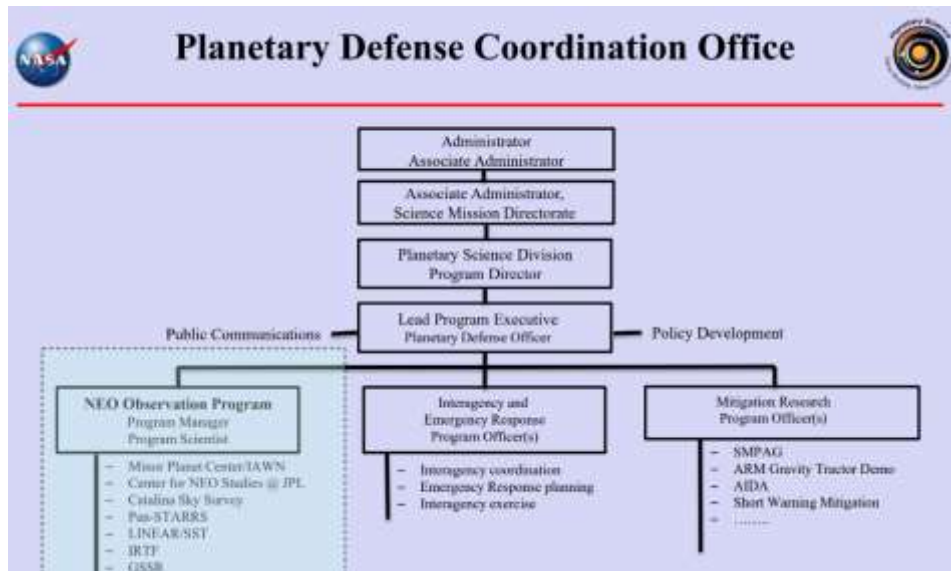 NASA
Planetary Defense Coordination Office
Administrator
Associate Administrator
Associate Administrator,
Science Mission Directorate
Planetary Science Division
Program Director
Lead Program Executive
Planetary Defense Officer
Public Communications
Policy Development
NEO Observation Program
Program Manager
Program Scientist
– Minor Planet Center/IAWN
– Center for NEO Studies @ JPL
– Catalina Sky Survey
– Pan-STARRS
– LINEAR/SST
– IRTF
– GSSR
Interagency and
Emergency Response
Program Officer(s)
– Interagency coordination
– Emergency Response planning
– Interagency exercise
Mitigation Research
Program Officer(s)
– SMPAG
– ARM Gravity Tractor Demo
– AIDA
– Short Warning Mitigation
– ........